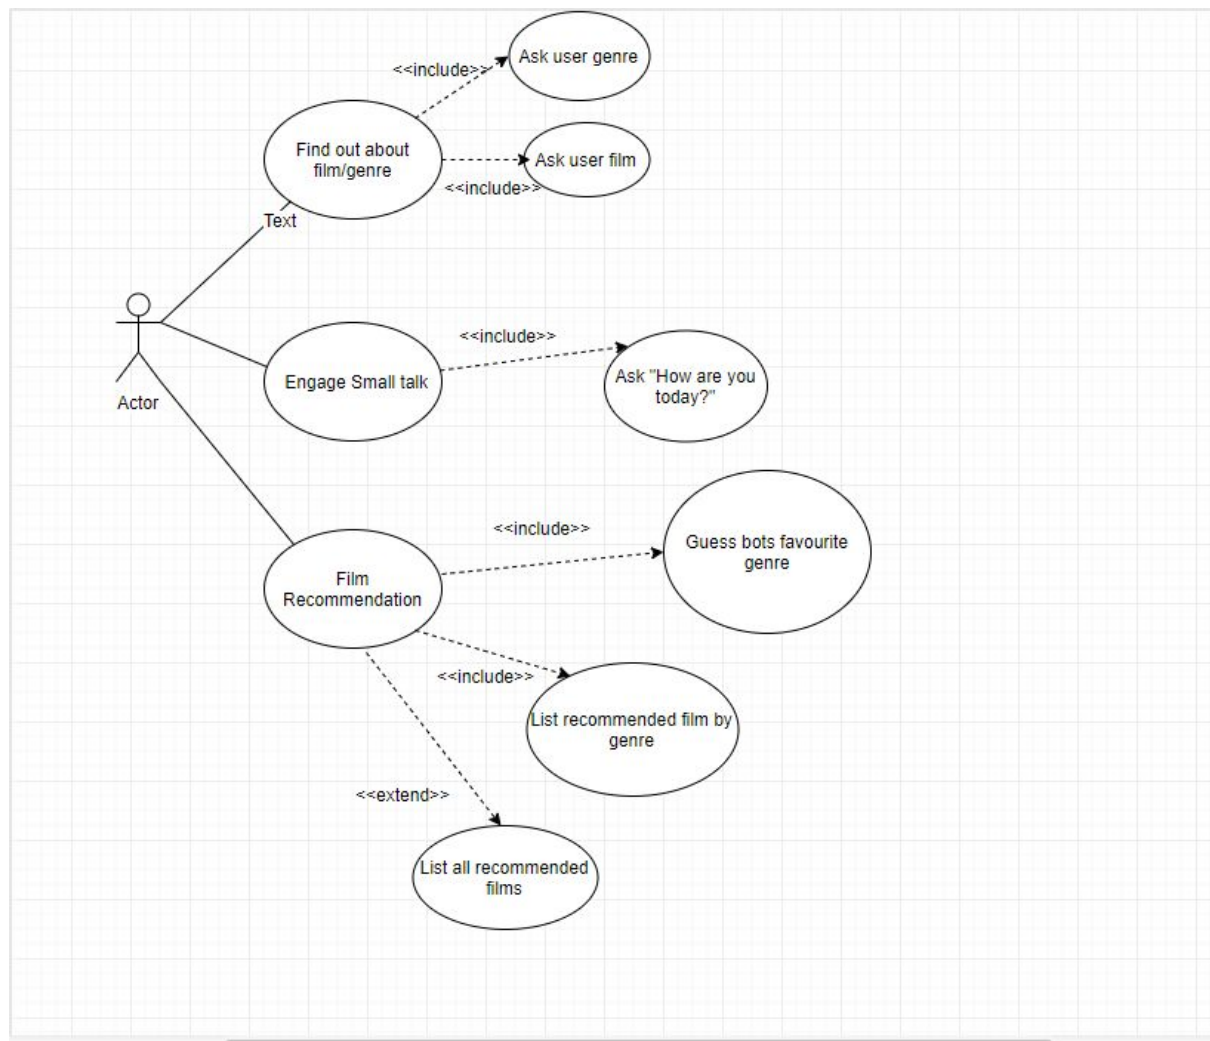 Ask user genre
<<include>>
Find out about
film/genre
Ask user film
<<include>>
Text
<<include>>
Engage Small talk
Ask "How are you
today?"
Actor
<<include>>
Guess bots favourite
genre
Film
Recommendation
<<include>>
List recommended film by
genre
<<extend>>
List all recommended
films